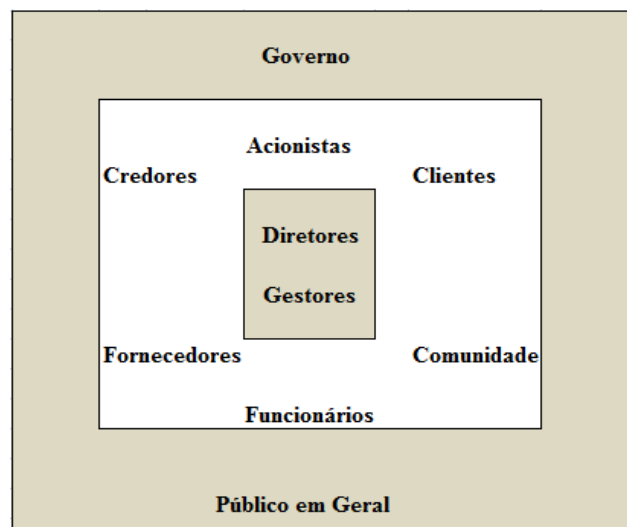 Governo
Acionistas
Credores
Clientes
Diretores
Gestores
Fornecedores
Comunidade
Funcionários
Público em Geral